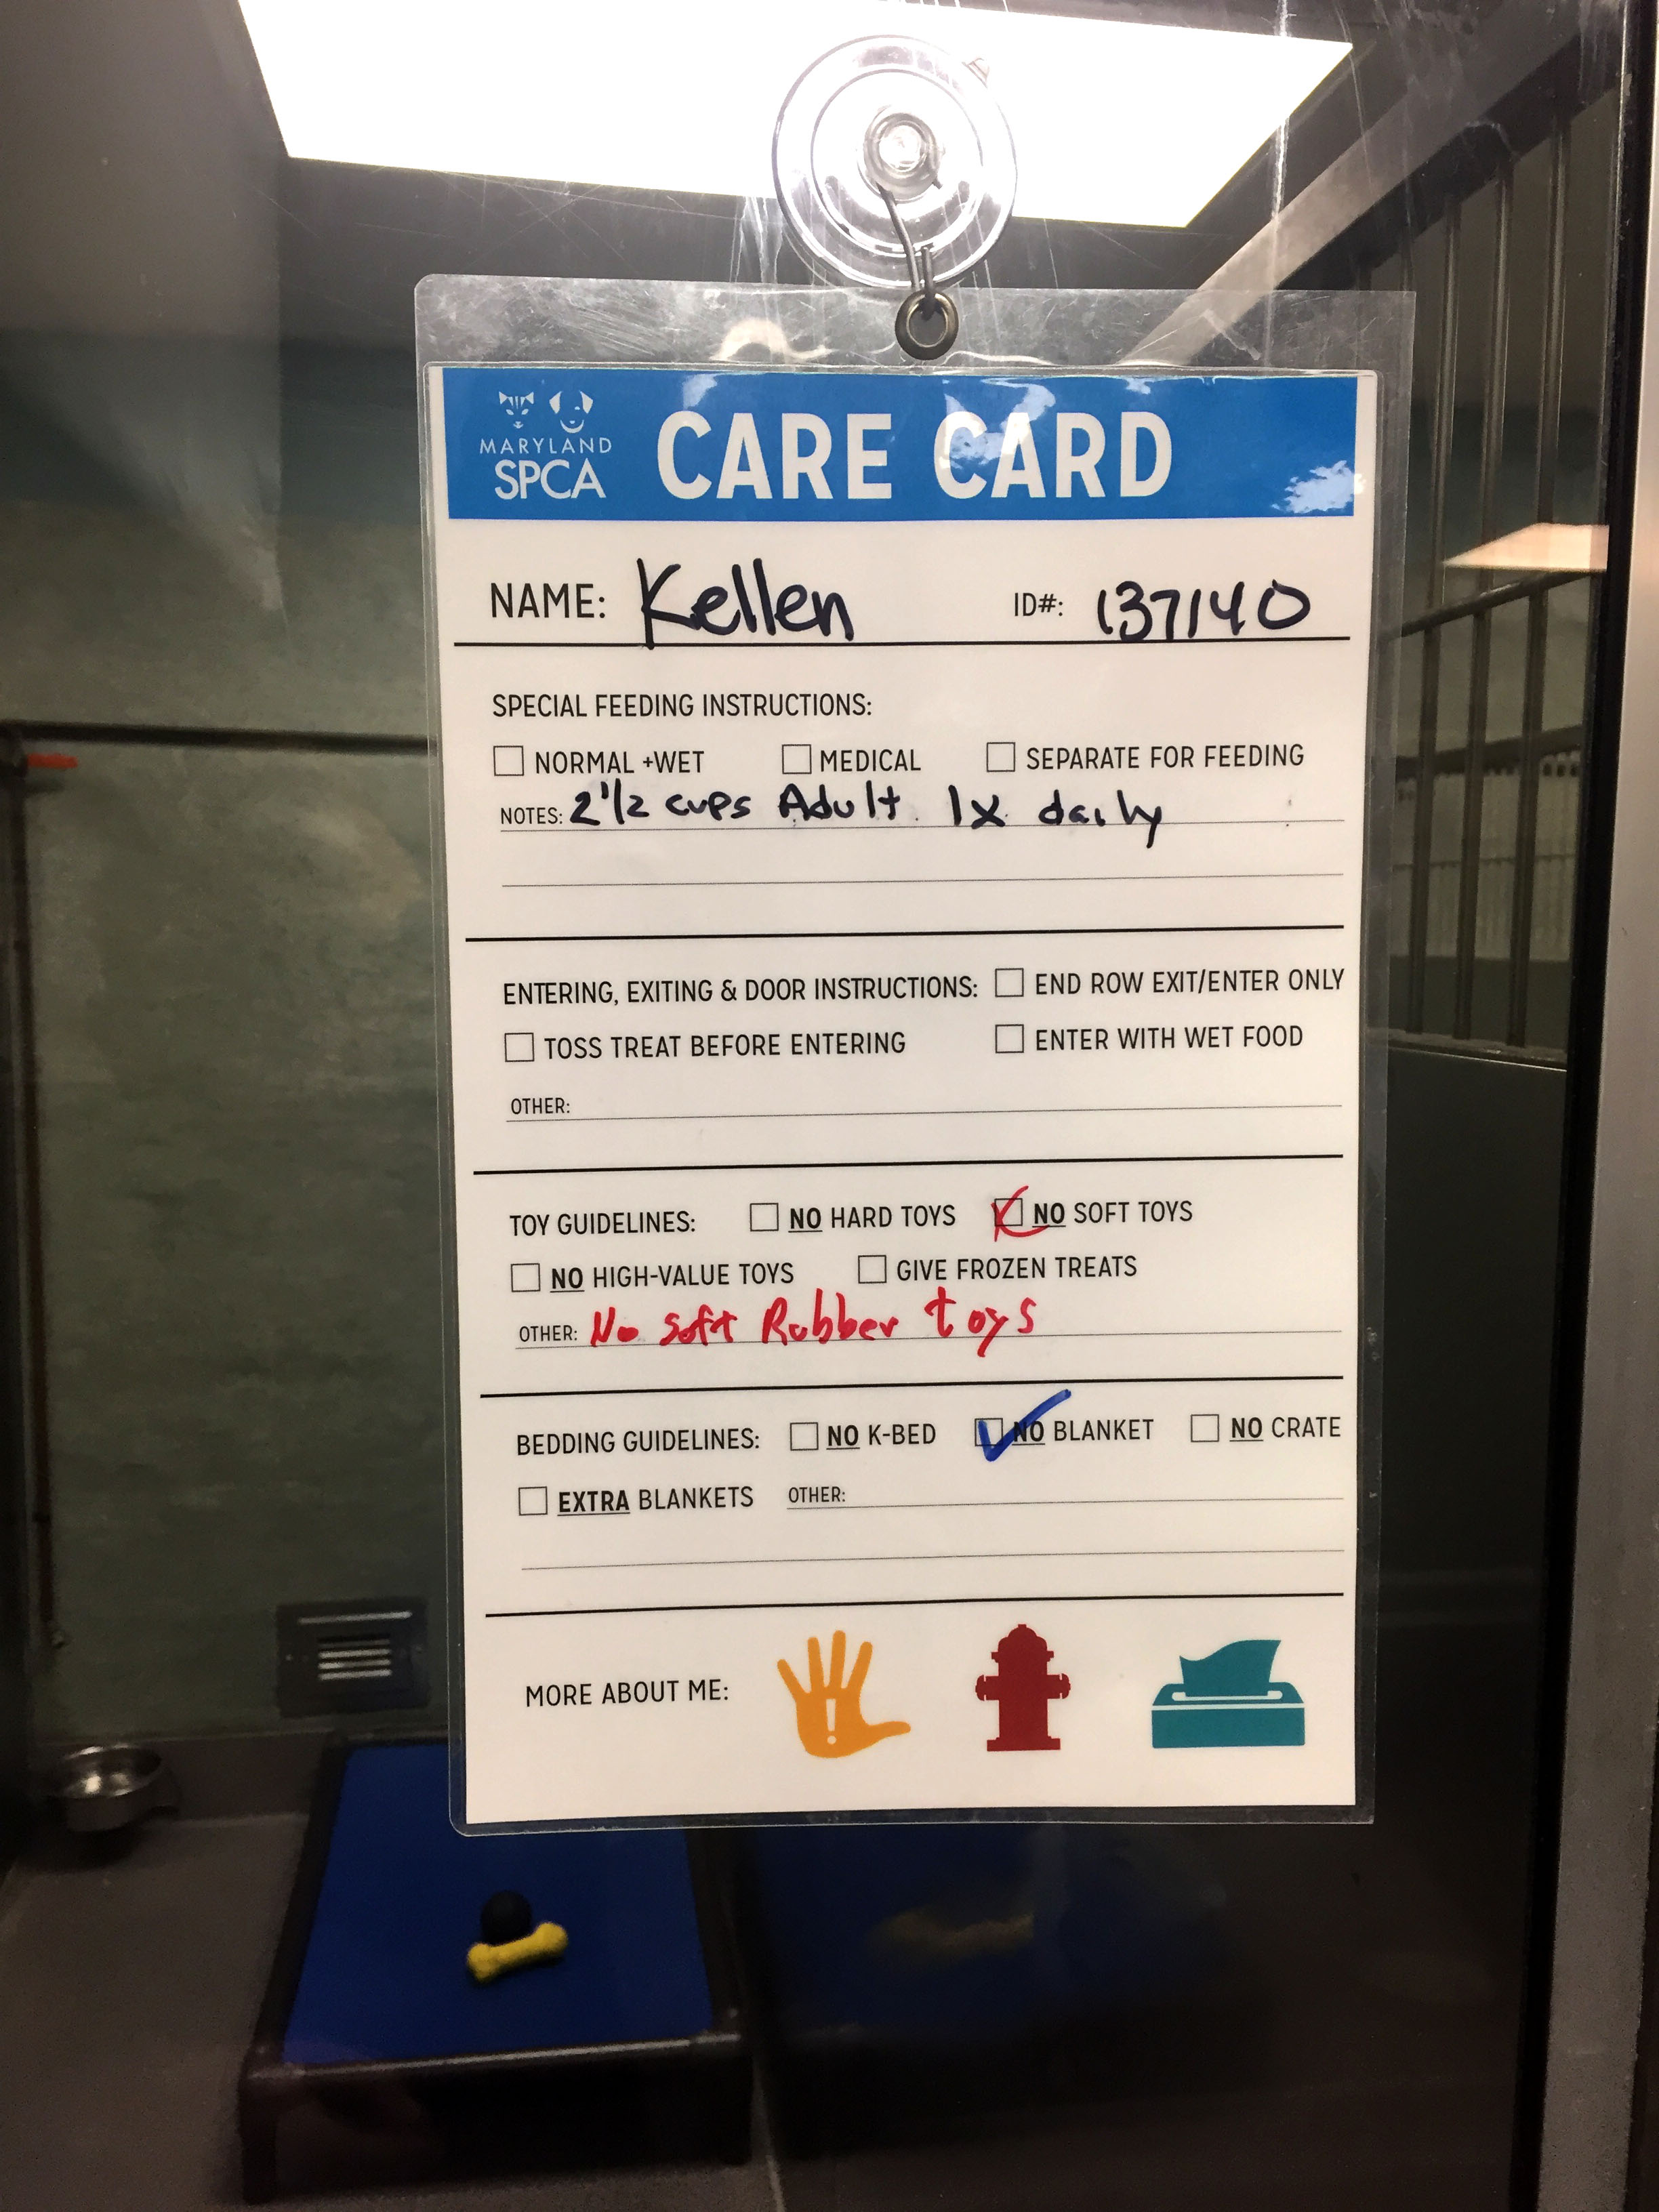 MARYLAND
SPCA
CARE CARD
NAME: Kellen ID#: 137140
SPECIAL FEEDING INSTRUCTIONS:
NORMAL +WET MEDICAL SEPARATE FOR FEEDING
NOTES: 2 1/2 cups Adult 1x daily
ENTERING, EXITING & DOOR INSTRUCTIONS: END ROW EXIT/ENTER ONLY
TOSS TREAT BEFORE ENTERING ENTER WITH WET FOOD
OTHER:
TOY GUIDELINES: NO HARD TOYS NO SOFT TOYS
NO HIGH-VALUE TOYS GIVE FROZEN TREATS
OTHER: No soft Rubber toys
BEDDING GUIDELINES: NO K-BED NO BLANKET NO CRATE
EXTRA BLANKETS OTHER:
MORE ABOUT ME: !